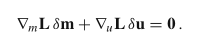 ∇ₘL δm + ∇ᵤL δu = 0 .